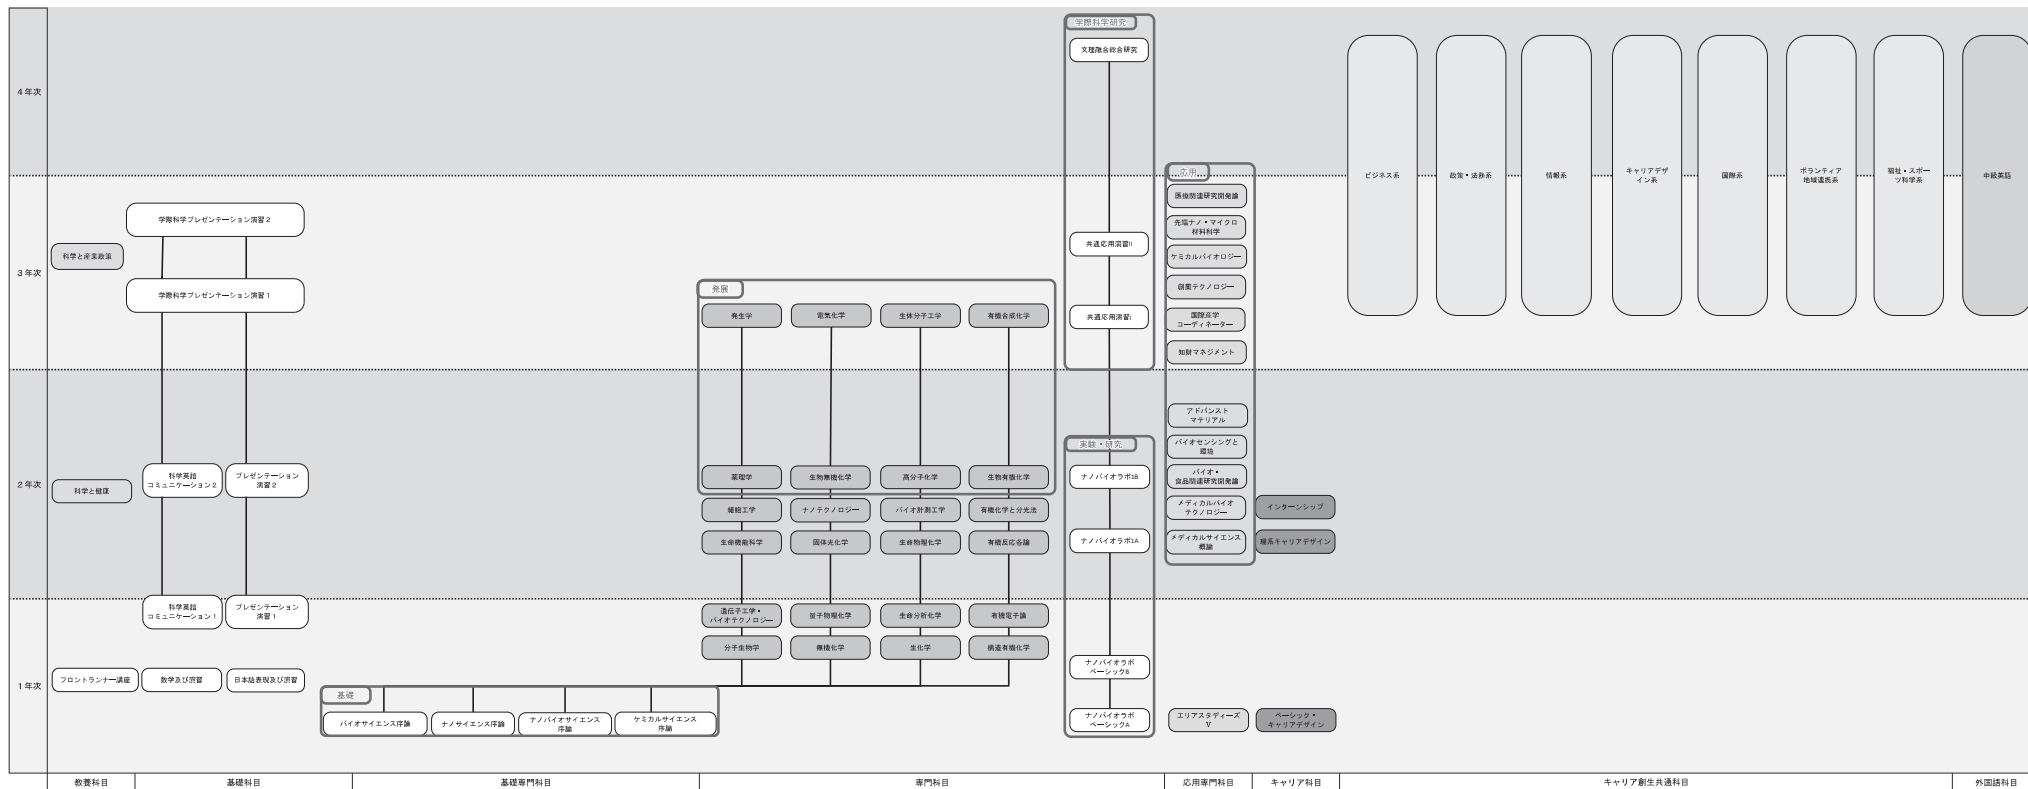 学際科学研究
文理融合総合研究
4年次
ビジネス系
政策・法務系
情報系
キャリアデザ
イン系
国際系
ボランティア
地域連携系
福祉・スポー
ツ科学系
中級英語
応用
医療関連研究開発論
先端ナノ・マイクロ
材料科学
ケミカルバイオロジー
創薬テクノロジー
国際産学
コーディネーター
知財マネジメント
学際科学プレゼンテーション演習2
科学と産業政策
3年次
学際科学プレゼンテーション演習1
共通応用演習II
共通応用演習I
発展
発生学
電気化学
生体分子工学
有機合成化学
アドバンスト
マテリアル
バイオセンシングと
環境
バイオ・
食品関連研究開発論
メディカルバイオ
テクノロジー
メディカルサイエンス
概論
インターンシップ
理系キャリアデザイン
実験・研究
ナノバイオラボ1B
ナノバイオラボ1A
2年次
科学と健康
科学英語
コミュニケーション2
プレゼンテーション
演習2
薬理学
生物無機化学
高分子化学
生物有機化学
細胞工学
ナノテクノロジー
バイオ計測工学
有機化学と分光法
生命機能科学
固体光化学
生命物理化学
有機反応各論
科学英語
コミュニケーション1
プレゼンテーション
演習1
遺伝子工学・
バイオテクノロジー
量子物理化学
生命分析化学
有機電子論
分子生物学
無機化学
生化学
構造有機化学
1年次
フロントランナー講座
数学及び演習
日本語表現及び演習
基礎
バイオサイエンス序論
ナノサイエンス序論
ナノバイオサイエンス
序論
ケミカルサイエンス
序論
ナノバイオラボ
ベーシックB
ナノバイオラボ
ベーシックA
エリアスタディーズ
V
ベーシック・
キャリアデザイン
教養科目
基礎科目
基礎専門科目
専門科目
応用専門科目
キャリア科目
キャリア創生共通科目
外国語科目